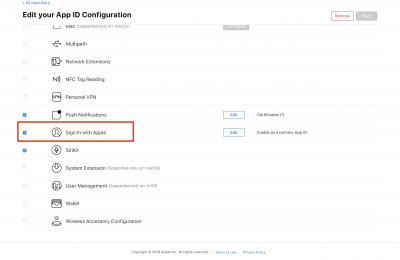 < All Identifiers
Edit your App ID Configuration
Remove
Save
Mac (Supported only on macOS)
Configure
Multipath
Network Extensions
NFC Tag Reading
Personal VPN
Push Notifications
Edit
Certificates (1)
Sign In with Apple
Edit
Enable as a primary App ID
SiriKit
System Extension (Supported only on macOS)
User Management (Supported only on tvOS)
Wallet
Wireless Accessory Configuration
Copyright © 2019 Apple Inc. All rights reserved. Terms of Use Privacy Policy